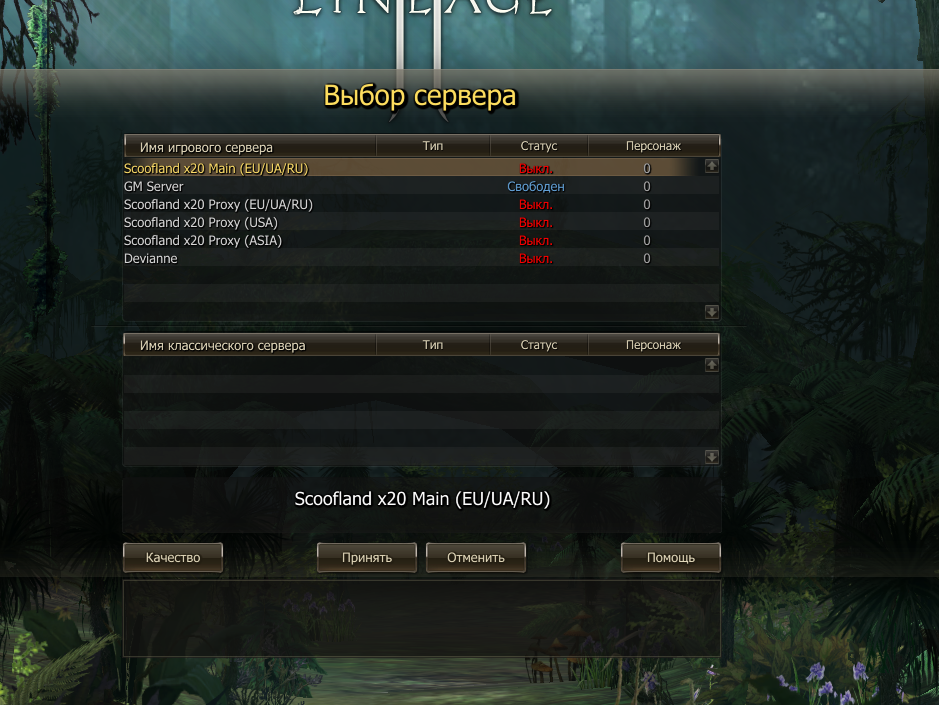 LINEAGE
II
Выбор сервера
Имя игрового сервера Тип Статус Персонаж
Scoofland x20 Main (EU/UA/RU) Выкл. 0
GM Server Свободен 0
Scoofland x20 Proxy (EU/UA/RU) Выкл. 0
Scoofland x20 Proxy (USA) Выкл. 0
Scoofland x20 Proxy (ASIA) Выкл. 0
Devianne Выкл. 0
Имя классического сервера Тип Статус Персонаж
Scoofland x20 Main (EU/UA/RU)
Качество Принять Отменить Помощь